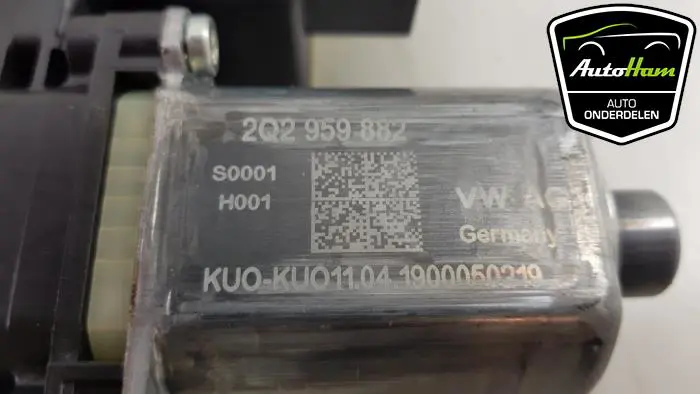 2Q2 959 882
S0001
H001
VW AG
Germany
KUO-KUO11.04.1900050219
AutoHam
AUTO
ONDERDELEN